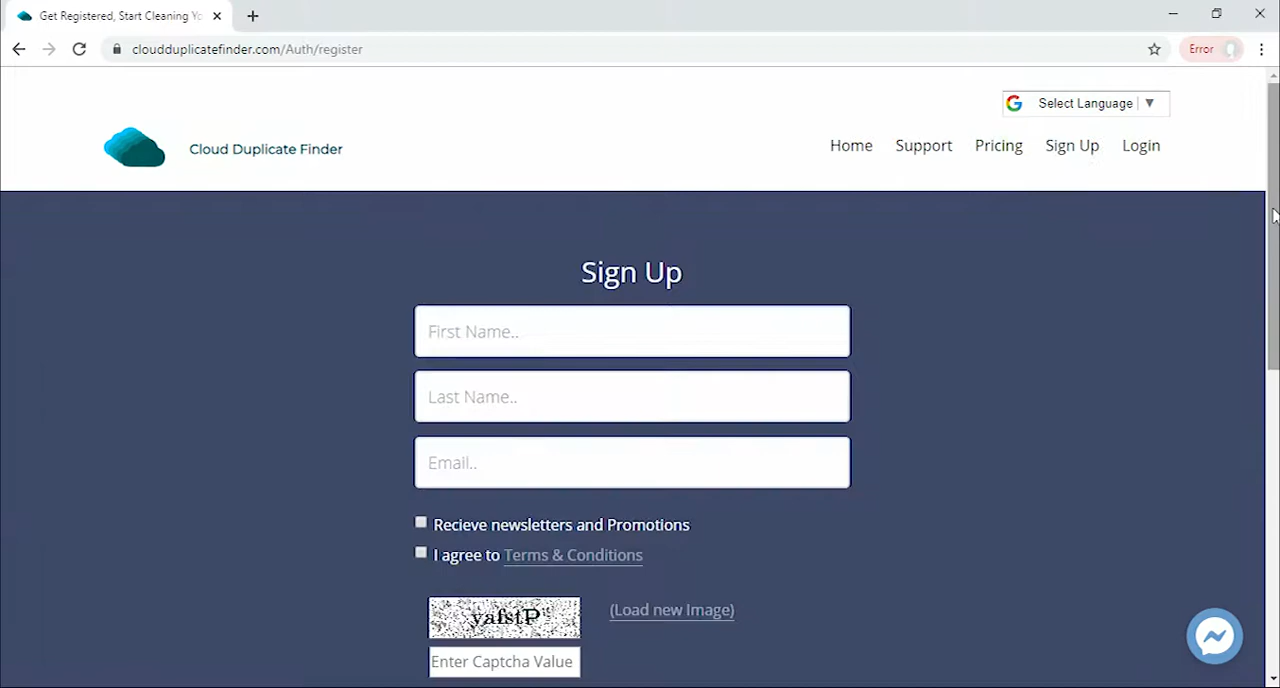 Get Registered, Start Cleaning Yo
cloudduplicatefinder.com/Auth/register
Error
Select Language ▼
Cloud Duplicate Finder
Home Support Pricing Sign Up Login
Sign Up
First Name..
Last Name..
Email..
Recieve newsletters and Promotions
I agree to Terms & Conditions
yafstP (Load new Image)
Enter Captcha Value